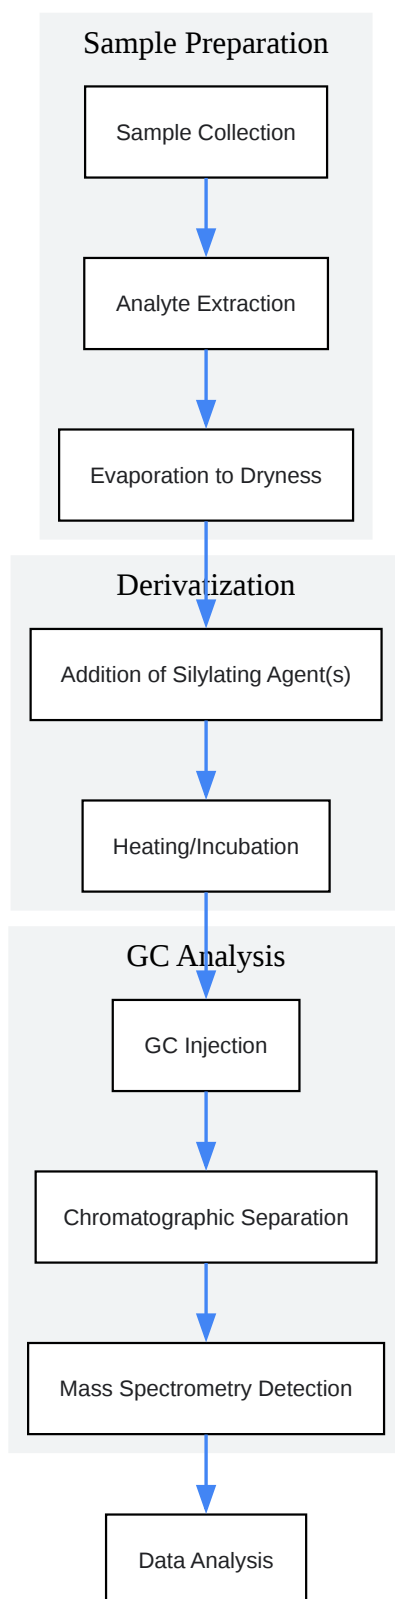 Sample Preparation
Sample Collection
Analyte Extraction
Evaporation to Dryness
Derivatization
Addition of Silylating Agent(s)
Heating/Incubation
GC Analysis
GC Injection
Chromatographic Separation
Mass Spectrometry Detection
Data Analysis